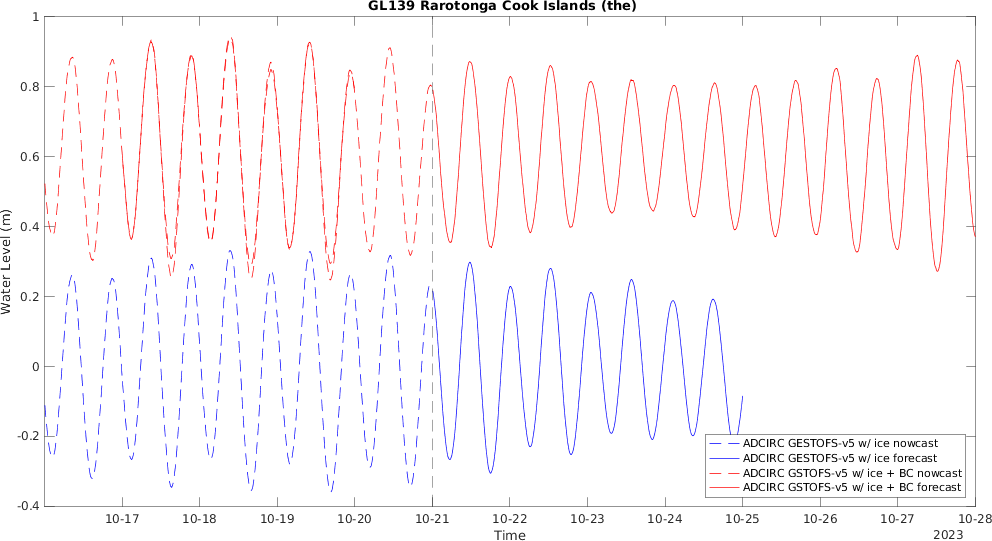 GL139 Rarotonga Cook Islands (the)
1
0.8
0.6
0.4
0.2
0
-0.2
-0.4
Water Level (m)
ADCIRC GESTOFS-v5 w/ ice nowcast
ADCIRC GESTOFS-v5 w/ ice forecast
ADCIRC GSTOFS-v5 w/ ice + BC nowcast
ADCIRC GSTOFS-v5 w/ ice + BC forecast
10-17 10-18 10-19 10-20 10-21 10-22 10-23 10-24 10-25 10-26 10-27 10-28
Time
2023